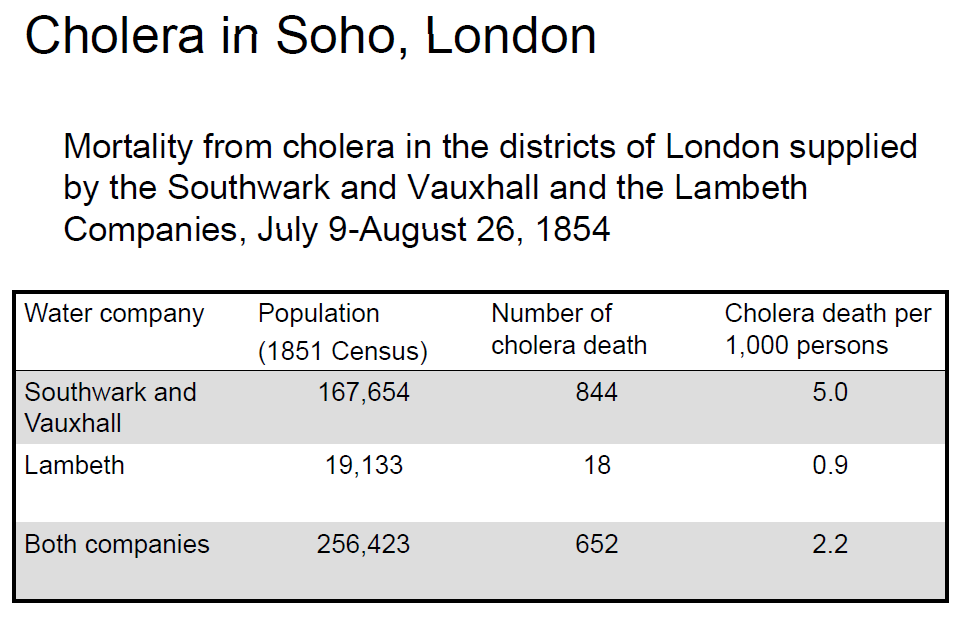 Cholera in Soho, London
Mortality from cholera in the districts of London supplied
by the Southwark and Vauxhall and the Lambeth
Companies, July 9-August 26, 1854
Water company Population (1851 Census) Number of cholera death Cholera death per 1,000 persons
Southwark and Vauxhall 167,654 844 5.0
Lambeth 19,133 18 0.9
Both companies 256,423 652 2.2